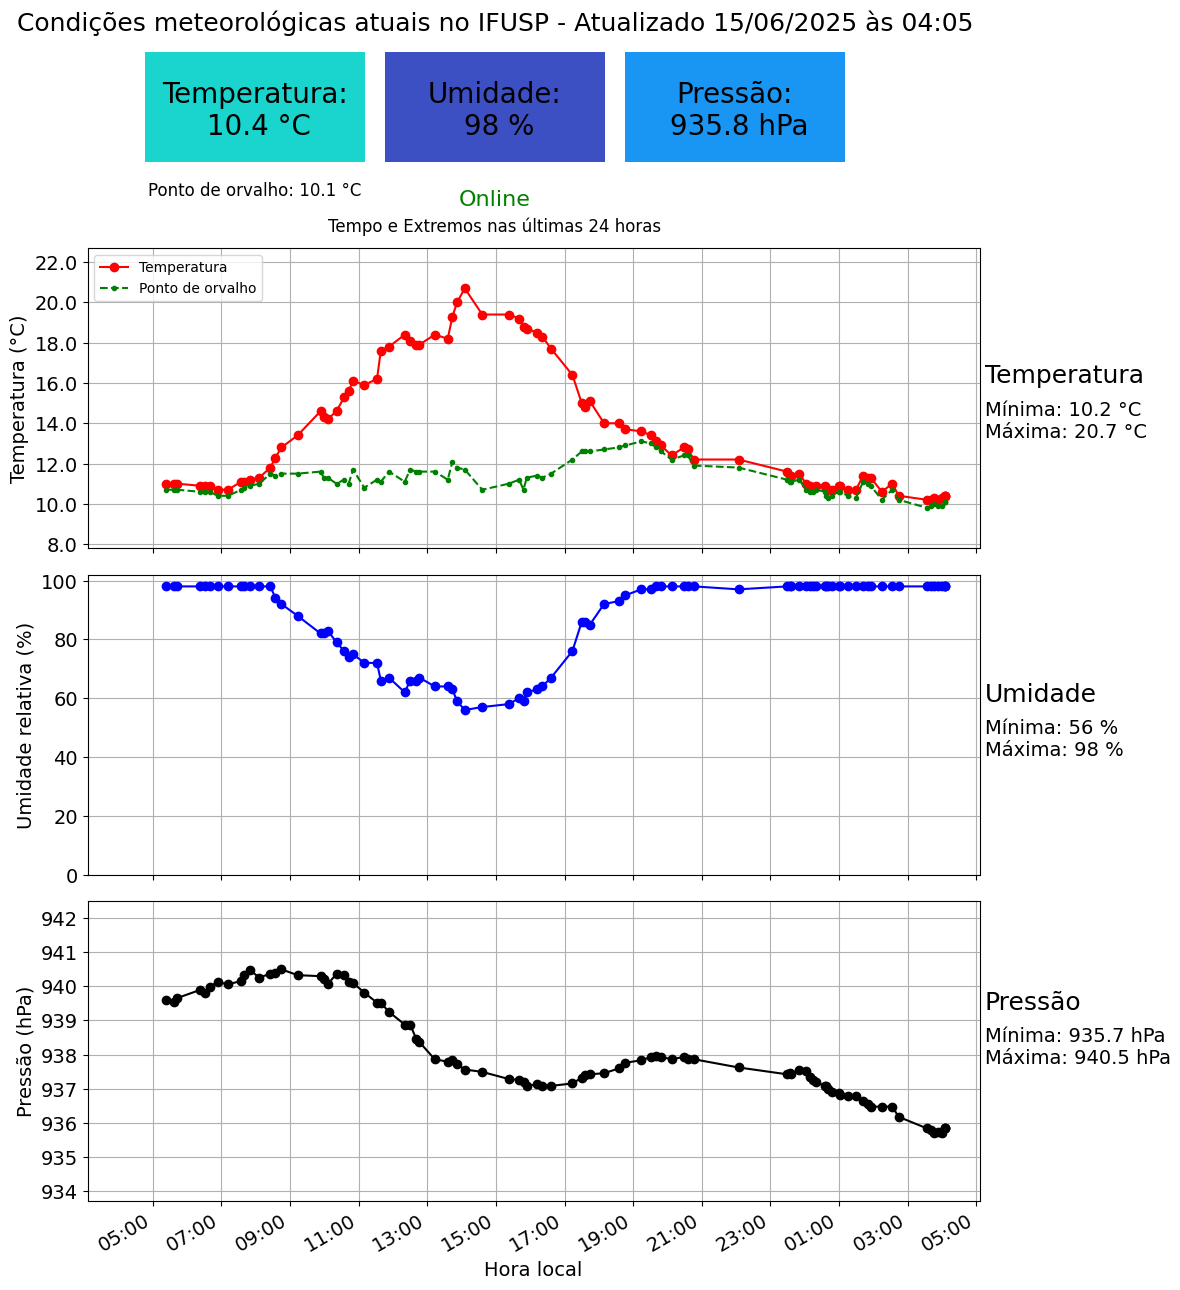 Condições meteorológicas atuais no IFUSP - Atualizado 15/06/2025 às 04:05
Temperatura:
10.4 °C
Umidade:
98 %
Pressão:
935.8 hPa
Ponto de orvalho: 10.1 °C
Online
Tempo e Extremos nas últimas 24 horas
Temperatura (°C)
22.0
20.0
18.0
16.0
14.0
12.0
10.0
8.0
Temperatura
Ponto de orvalho
Temperatura
Mínima: 10.2 °C
Máxima: 20.7 °C
Umidade relativa (%)
100
80
60
40
20
0
Umidade
Mínima: 56 %
Máxima: 98 %
Pressão (hPa)
942
941
940
939
938
937
936
935
934
Pressão
Mínima: 935.7 hPa
Máxima: 940.5 hPa
05:00
07:00
09:00
11:00
13:00
15:00
17:00
19:00
21:00
23:00
01:00
03:00
05:00
Hora local